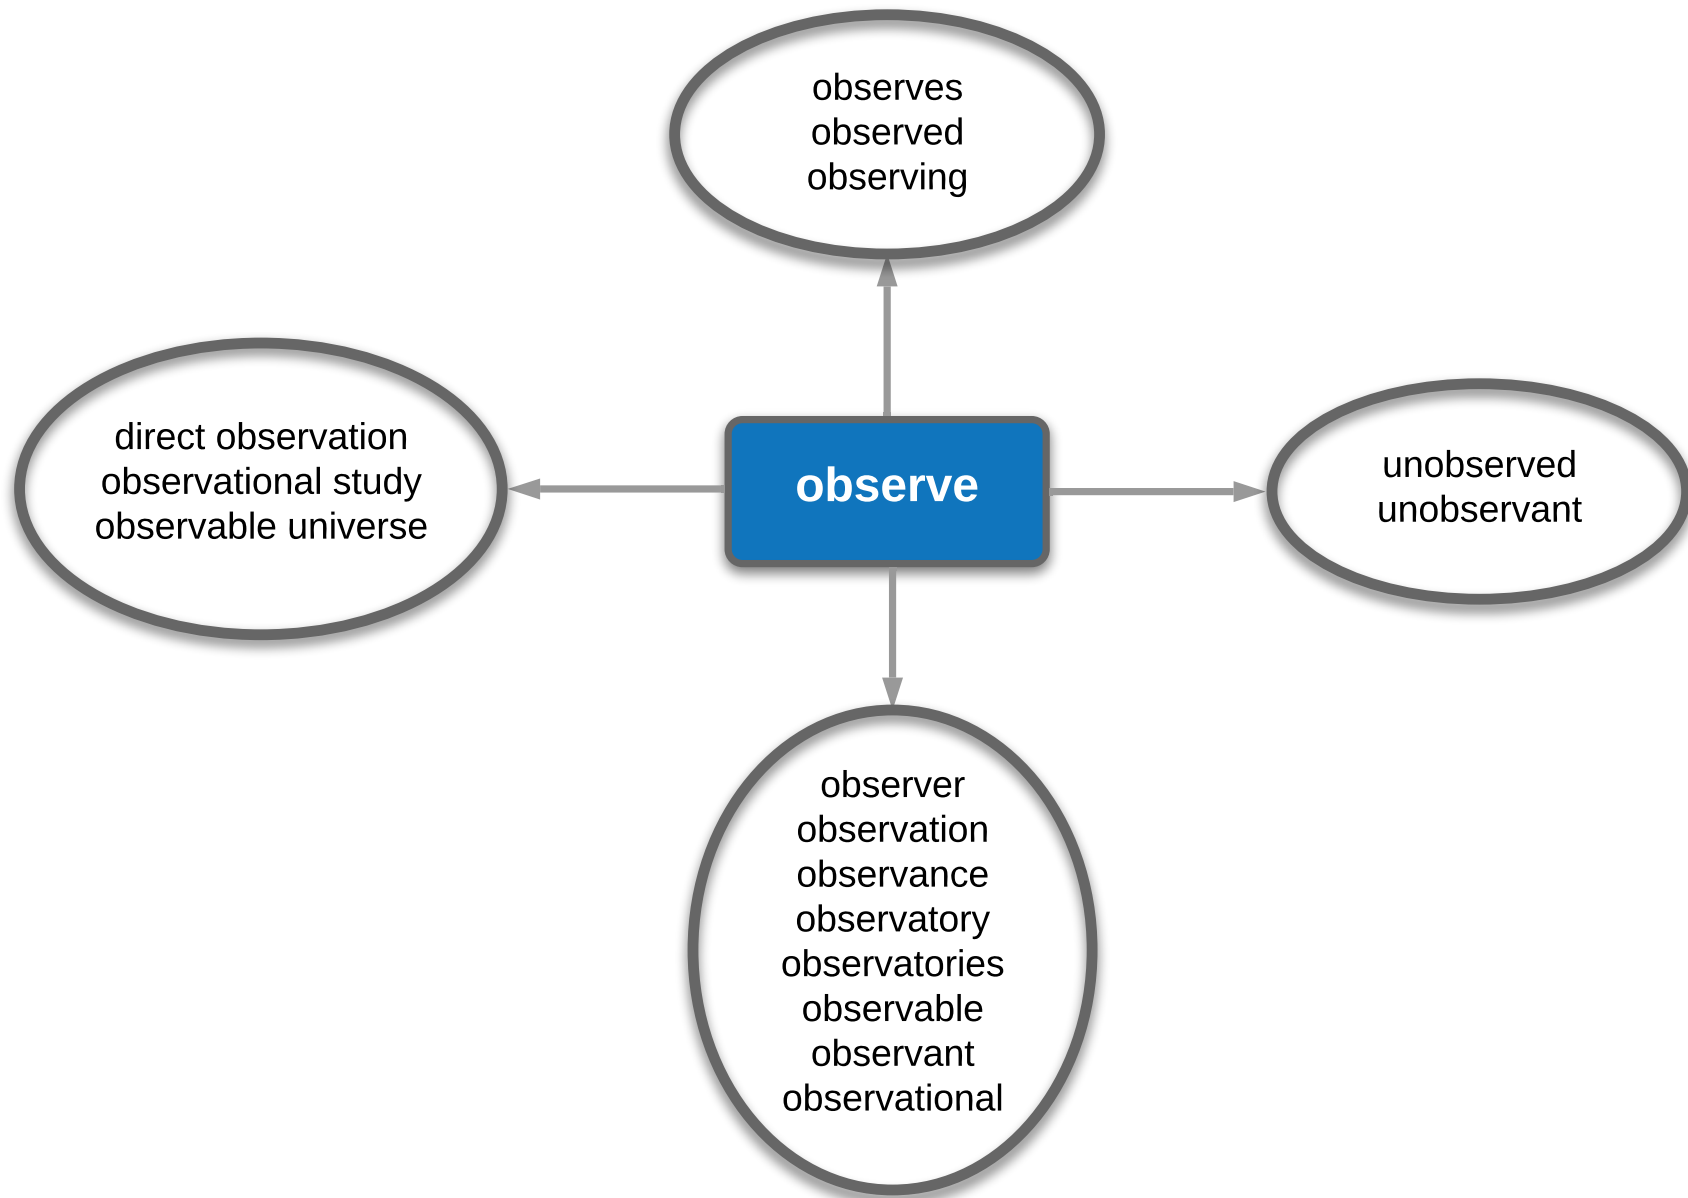 observes
observed
observing
direct observation
observational study
observable universe
observe
unobserved
unobservant
observer
observation
observance
observatory
observatories
observable
observant
observational